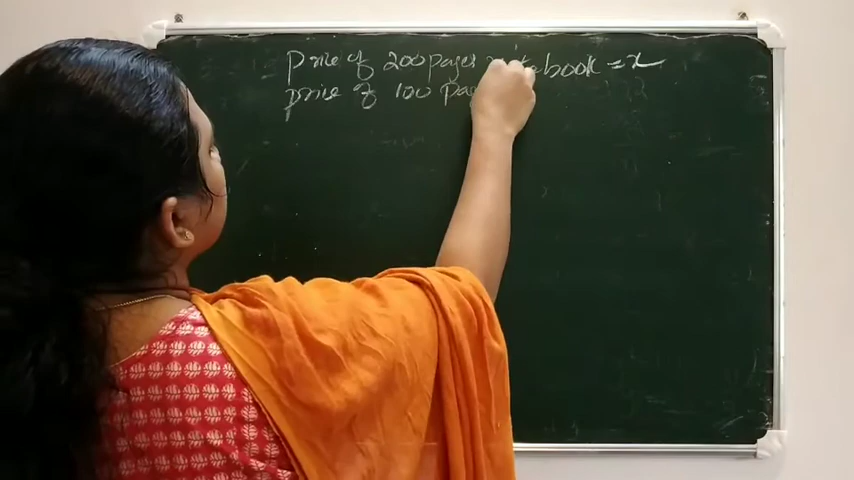 Price of 200 pages notebook = x
price of 100 pa